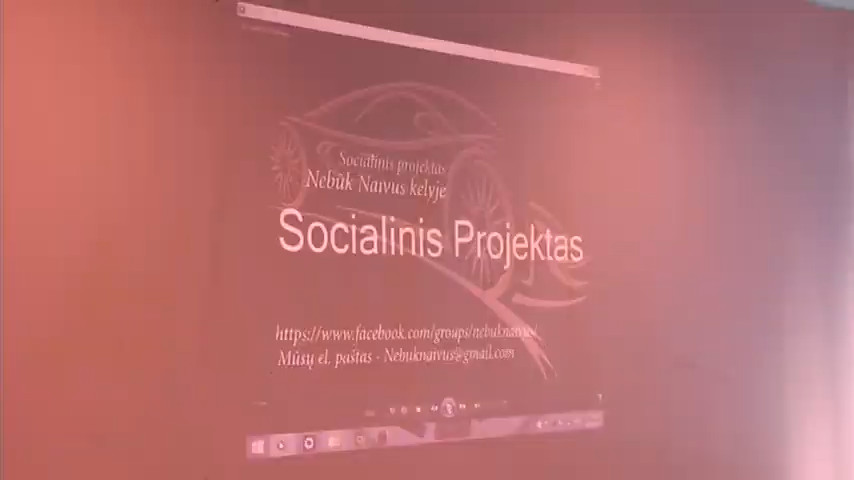 Socialinis projektas
Nebūk Naivus kelyje
Socialinis Projektas
https://www.facebook.com/groups/nebuknaivus/
Mūsų el. paštas - Nebuknaivus@gmail.com